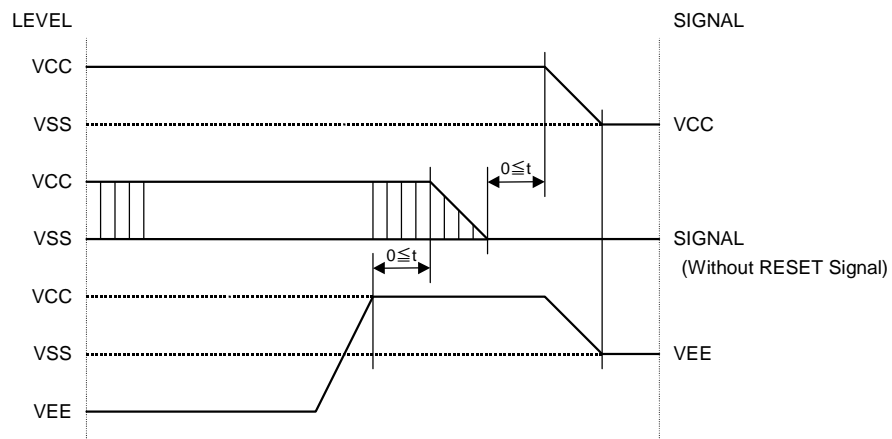 LEVEL SIGNAL
VCC
VSS VCC
0≦t
VCC
VSS SIGNAL
(Without RESET Signal)
0≦t
VCC
VSS VEE
VEE